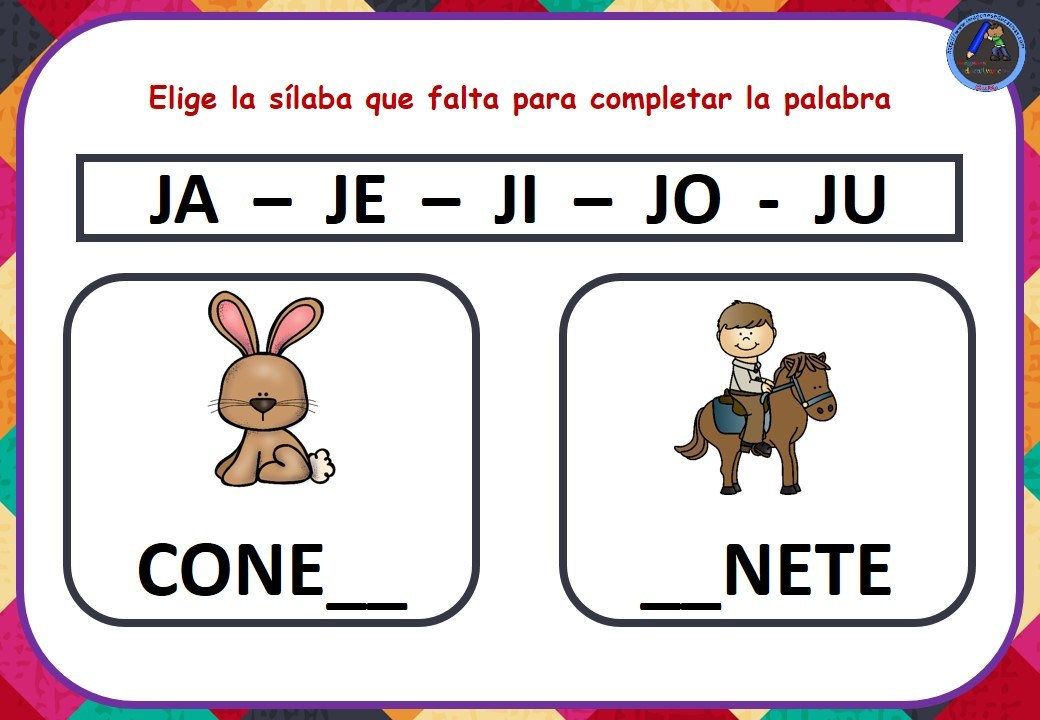 Elige la sílaba que falta para completar la palabra
JA – JE – JI – JO - JU
CONE__
__NETE